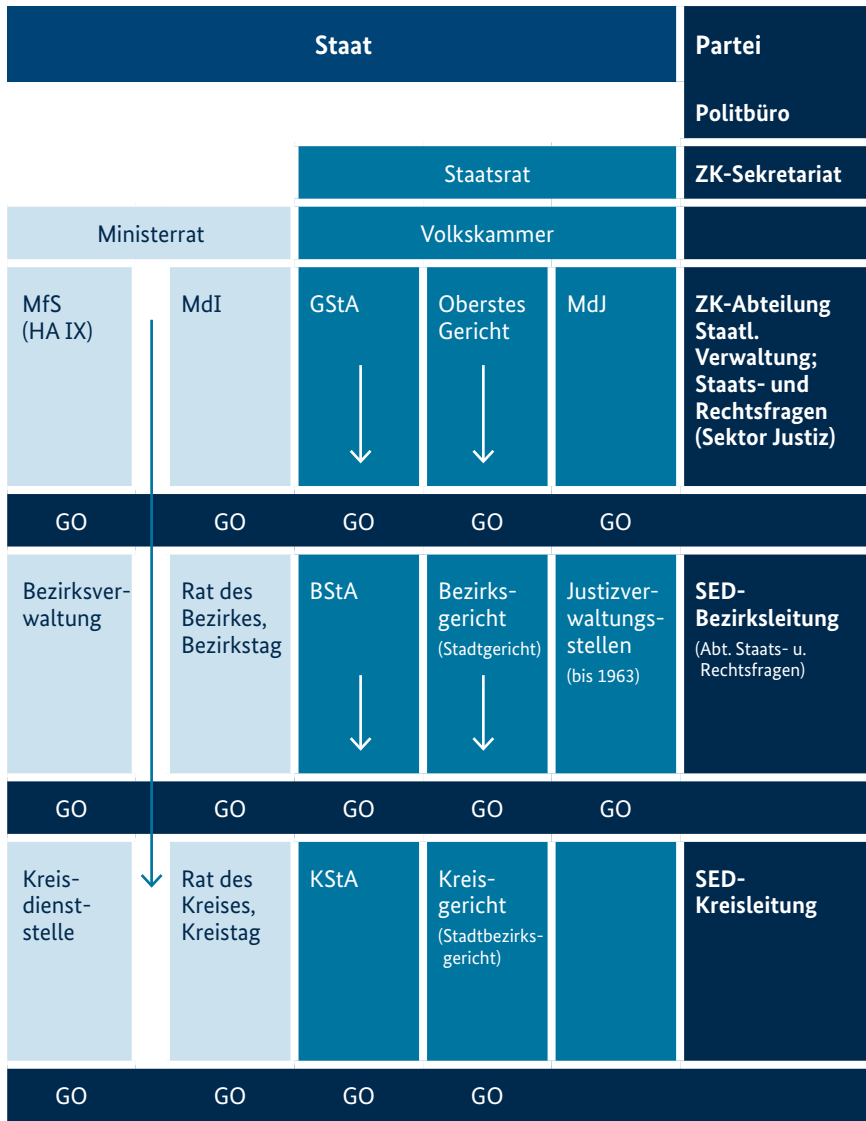 Staat
Partei
Politbüro
Staatsrat
ZK-Sekretariat
Ministerrat
Volkskammer
MfS
(HA IX)
MdI
GStA
Oberstes
Gericht
MdJ
ZK-Abteilung
Staatl.
Verwaltung;
Staats- und
Rechtsfragen
(Sektor Justiz)
GO GO GO GO GO
Bezirksver-
waltung
Rat des
Bezirkes,
Bezirkstag
BStA
Bezirks-
gericht
(Stadtgericht)
Justizver-
waltungs-
stellen
(bis 1963)
SED-
Bezirksleitung
(Abt. Staats- u.
Rechtsfragen)
GO GO GO GO GO
Kreis-
dienst-
stelle
Rat des
Kreises,
Kreistag
KStA
Kreis-
gericht
(Stadtbezirks-
gericht)
SED-
Kreisleitung
GO GO GO GO